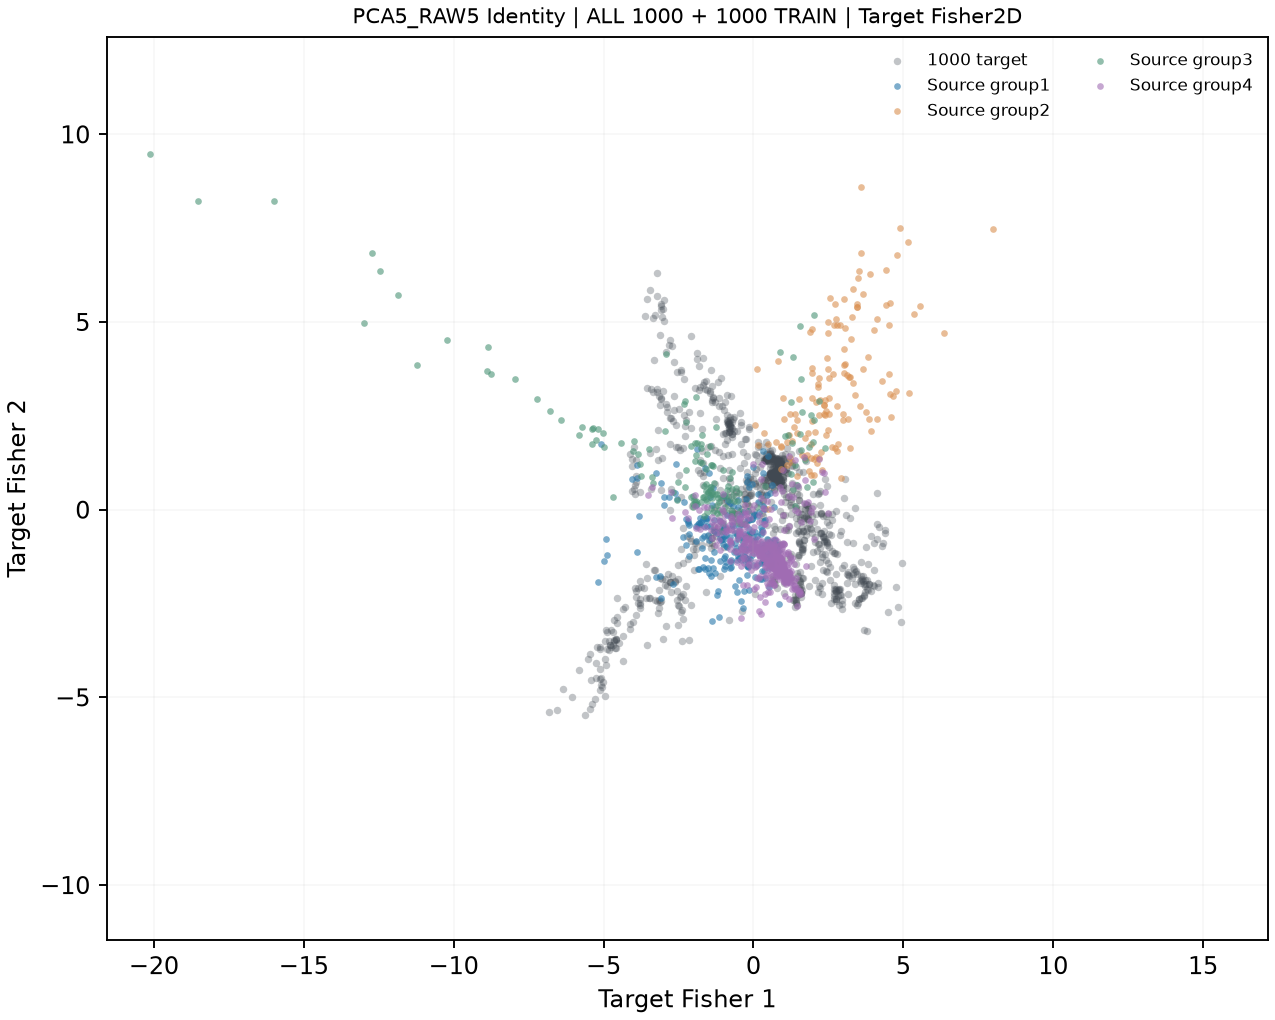 PCA5_RAW5 Identity | ALL 1000 + 1000 TRAIN | Target Fisher2D
1000 target
Source group1
Source group2
Source group3
Source group4
Target Fisher 2
10
5
0
−5
−10
−20
−15
−10
−5
0
5
10
15
Target Fisher 1